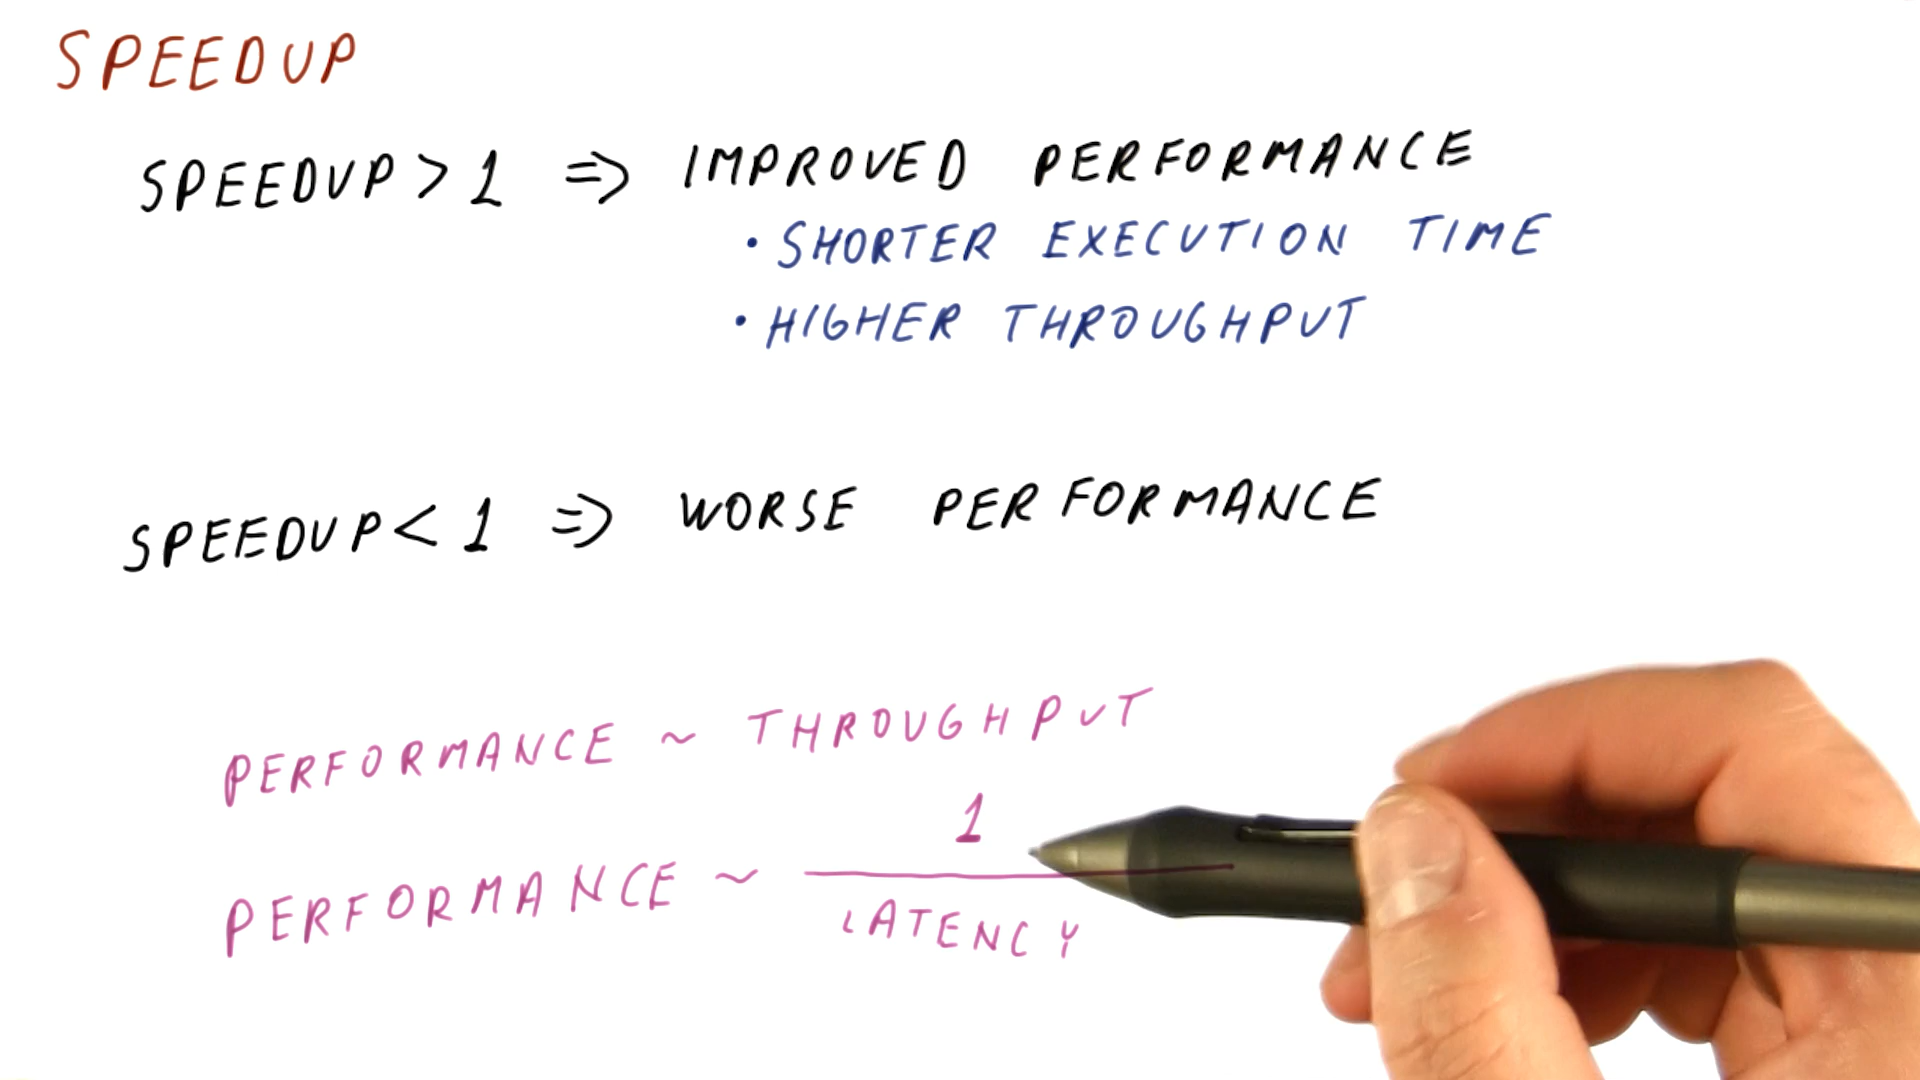 SPEEDUP
SPEEDUP > 1 => IMPROVED PERFORMANCE
• SHORTER EXECUTION TIME
• HIGHER THROUGHPUT
SPEEDUP < 1 => WORSE PERFORMANCE
PERFORMANCE ~ THROUGHPUT
1
PERFORMANCE ~
LATENCY